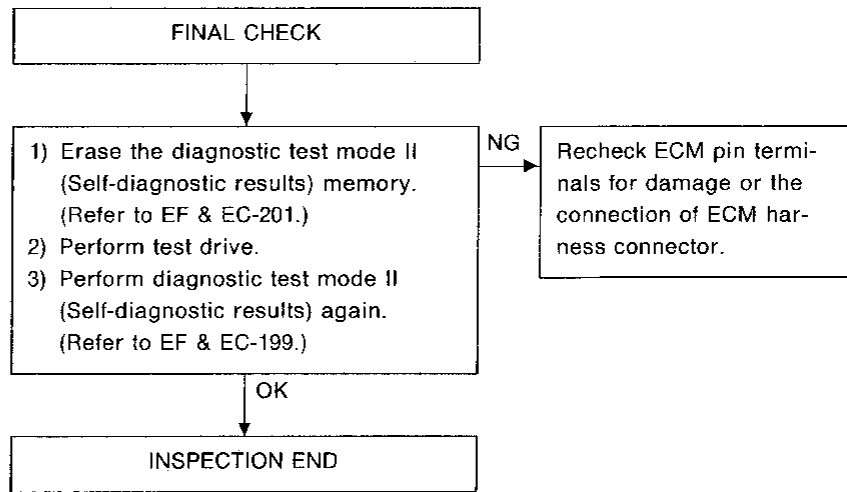 FINAL CHECK
1) Erase the diagnostic test mode II
(Self-diagnostic results) memory.
(Refer to EF & EC-201.)
2) Perform test drive.
3) Perform diagnostic test mode II
(Self-diagnostic results) again.
(Refer to EF & EC-199.)
NG
Recheck ECM pin termi-
nals for damage or the
connection of ECM har-
ness connector.
OK
INSPECTION END